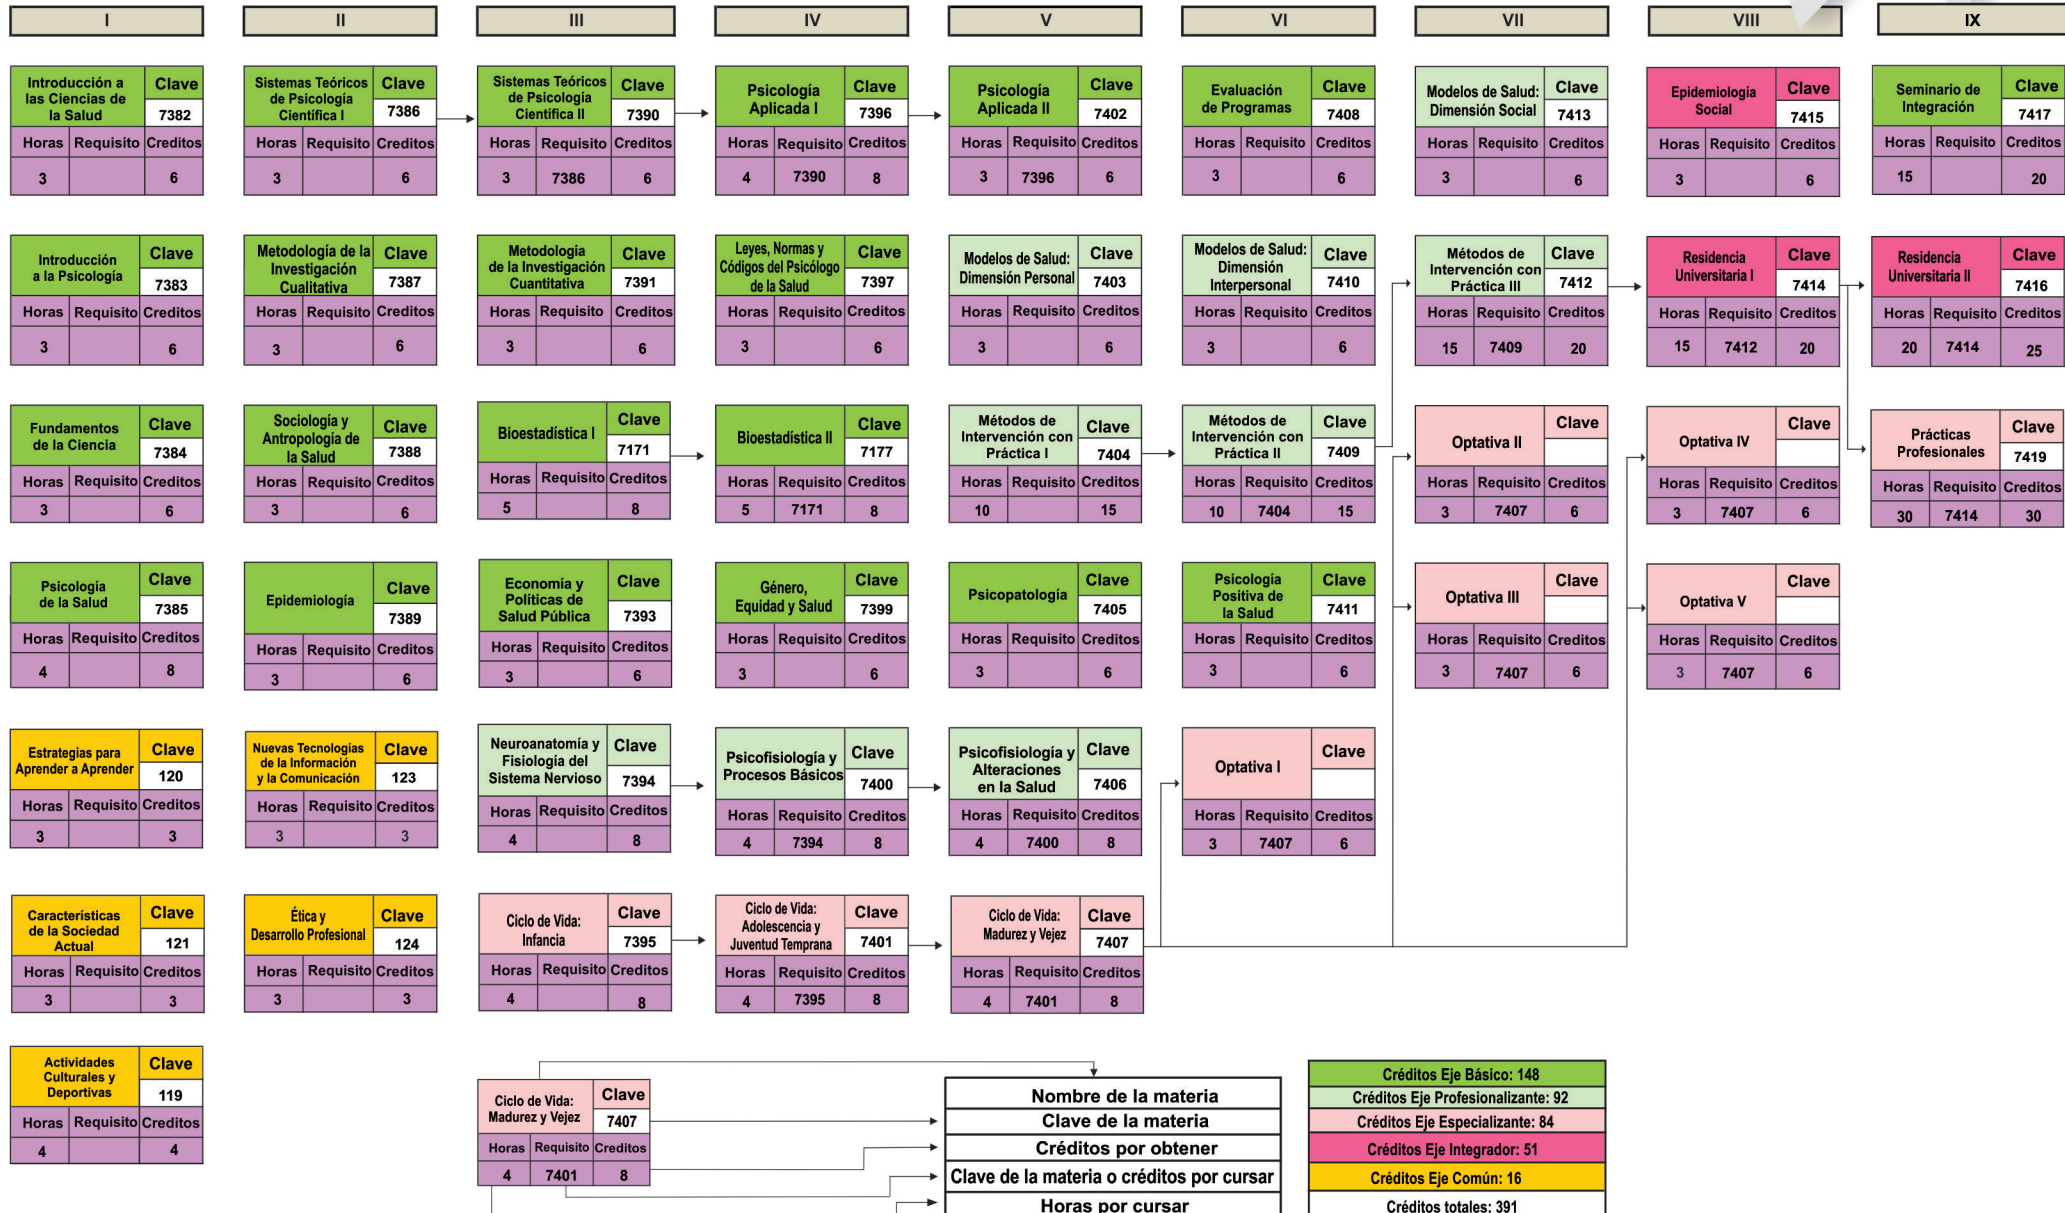 I
II
III
IV
V
VI
VII
VIII
IX
Introducción a
las Ciencias de
la Salud
Clave
7382
Horas Requisito Creditos
3 6
Sistemas Teóricos
de Psicología
Científica I
Clave
7386
Horas Requisito Creditos
3 6
Sistemas Teóricos
de Psicología
Científica II
Clave
7390
Horas Requisito Creditos
3 7386 6
Psicología
Aplicada I
Clave
7396
Horas Requisito Creditos
4 7390 8
Psicología
Aplicada II
Clave
7402
Horas Requisito Creditos
3 7396 6
Evaluación
de Programas
Clave
7408
Horas Requisito Creditos
3 6
Modelos de Salud:
Dimensión Social
Clave
7413
Horas Requisito Creditos
3 6
Epidemiología
Social
Clave
7415
Horas Requisito Creditos
3 6
Seminario de
Integración
Clave
7417
Horas Requisito Creditos
15 20
Introducción
a la Psicología
Clave
7383
Horas Requisito Creditos
3 6
Metodología de la
Investigación
Cualitativa
Clave
7387
Horas Requisito Creditos
3 6
Metodología
de la Investigación
Cuantitativa
Clave
7391
Horas Requisito Creditos
3 6
Leyes, Normas y
Códigos del Psicólogo
de la Salud
Clave
7397
Horas Requisito Creditos
3 6
Modelos de Salud:
Dimensión Personal
Clave
7403
Horas Requisito Creditos
3 6
Modelos de Salud:
Dimensión
Interpersonal
Clave
7410
Horas Requisito Creditos
3 6
Métodos de
Intervención con
Práctica III
Clave
7412
Horas Requisito Creditos
15 7409 20
Residencia
Universitaria I
Clave
7414
Horas Requisito Creditos
15 7412 20
Residencia
Universitaria II
Clave
7416
Horas Requisito Creditos
20 7414 25
Fundamentos
de la Ciencia
Clave
7384
Horas Requisito Creditos
3 6
Sociología y
Antropología de
la Salud
Clave
7388
Horas Requisito Creditos
3 6
Bioestadística I
Clave
7171
Horas Requisito Creditos
5 8
Bioestadística II
Clave
7177
Horas Requisito Creditos
5 7171 8
Métodos de
Intervención con
Práctica I
Clave
7404
Horas Requisito Creditos
10 15
Métodos de
Intervención con
Práctica II
Clave
7409
Horas Requisito Creditos
10 7404 15
Optativa II
Clave
Horas Requisito Creditos
3 7407 6
Optativa IV
Clave
Horas Requisito Creditos
3 7407 6
Prácticas
Profesionales
Clave
7419
Horas Requisito Creditos
30 7414 30
Psicología
de la Salud
Clave
7385
Horas Requisito Creditos
4 8
Epidemiología
Clave
7389
Horas Requisito Creditos
3 6
Economía y
Políticas de
Salud Pública
Clave
7393
Horas Requisito Creditos
3 6
Género,
Equidad y Salud
Clave
7399
Horas Requisito Creditos
3 6
Psicopatología
Clave
7405
Horas Requisito Creditos
3 6
Psicología
Positiva de
la Salud
Clave
7411
Horas Requisito Creditos
3 6
Optativa III
Clave
Horas Requisito Creditos
3 7407 6
Optativa V
Clave
Horas Requisito Creditos
3 7407 6
Estrategias para
Aprender a Aprender
Clave
120
Horas Requisito Creditos
3 3
Nuevas Tecnologías
de la Información
y la Comunicación
Clave
123
Horas Requisito Creditos
3 3
Neuroanatomía y
Fisiología del
Sistema Nervioso
Clave
7394
Horas Requisito Creditos
4 8
Psicofisiología y
Procesos Básicos
Clave
7400
Horas Requisito Creditos
4 7394 8
Psicofisiología y
Alteraciones
en la Salud
Clave
7406
Horas Requisito Creditos
4 7400 8
Optativa I
Clave
Horas Requisito Creditos
3 7407 6
Características
de la Sociedad
Actual
Clave
121
Horas Requisito Creditos
3 3
Ética y
Desarrollo Profesional
Clave
124
Horas Requisito Creditos
3 3
Ciclo de Vida:
Infancia
Clave
7395
Horas Requisito Creditos
4 8
Ciclo de Vida:
Adolescencia y
Juventud Temprana
Clave
7401
Horas Requisito Creditos
4 7395 8
Ciclo de Vida:
Madurez y Vejez
Clave
7407
Horas Requisito Creditos
4 7401 8
Actividades
Culturales y
Deportivas
Clave
119
Horas Requisito Creditos
4 4
Ciclo de Vida:
Madurez y Vejez
Clave
7407
Horas Requisito Creditos
4 7401 8
Nombre de la materia
Clave de la materia
Créditos por obtener
Clave de la materia o créditos por cursar
Horas por cursar
Créditos Eje Básico: 148
Créditos Eje Profesionalizante: 92
Créditos Eje Especializante: 84
Créditos Eje Integrador: 51
Créditos Eje Común: 16
Créditos totales: 391